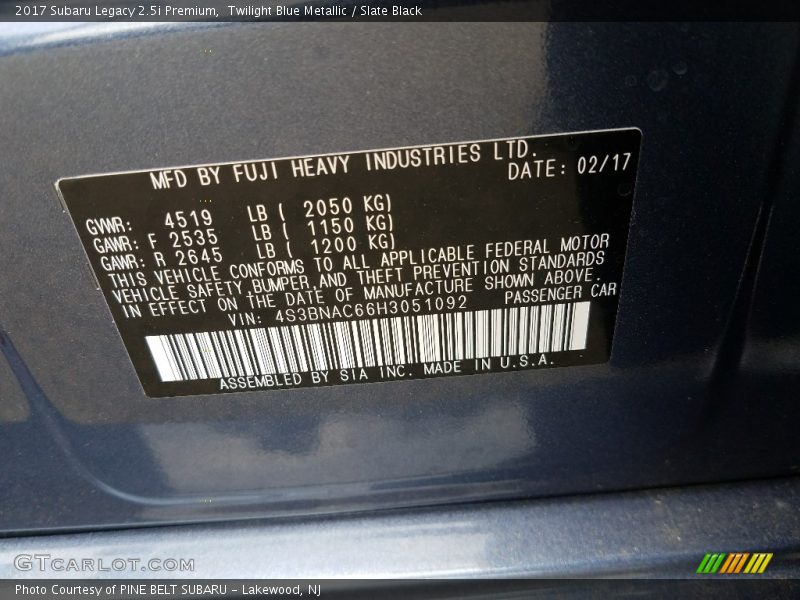 2017 Subaru Legacy 2.5i Premium,  Twilight Blue Metallic / Slate Black
MFD BY FUJI HEAVY INDUSTRIES LTD.
DATE: 02/17
GVWR: 4519 LB ( 2050 KG)
GAWR: F 2535 LB ( 1150 KG)
GAWR: R 2645 LB ( 1200 KG)
THIS VEHICLE CONFORMS TO ALL APPLICABLE FEDERAL MOTOR
VEHICLE SAFETY, BUMPER, AND THEFT PREVENTION STANDARDS
IN EFFECT ON THE DATE OF MANUFACTURE SHOWN ABOVE.
VIN: 4S3BNAC66H3051092 PASSENGER CAR
ASSEMBLED BY SIA INC. MADE IN U.S.A.
GTCARLOT.COM
Photo Courtesy of PINE BELT SUBARU - Lakewood, NJ